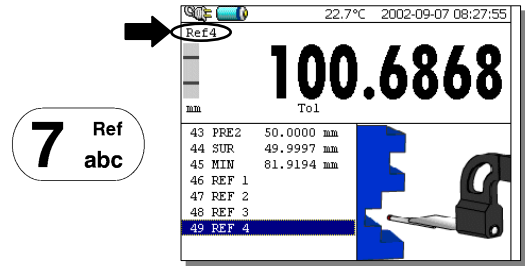 22.7°C 2002-09-07 08:27:55
Ref4
100.6868
mm Tol
7 Ref
abc
43 PRE2 50.0000 mm
44 SUR 49.9997 mm
45 MIN 81.9194 mm
46 REF 1
47 REF 2
48 REF 3
49 REF 4